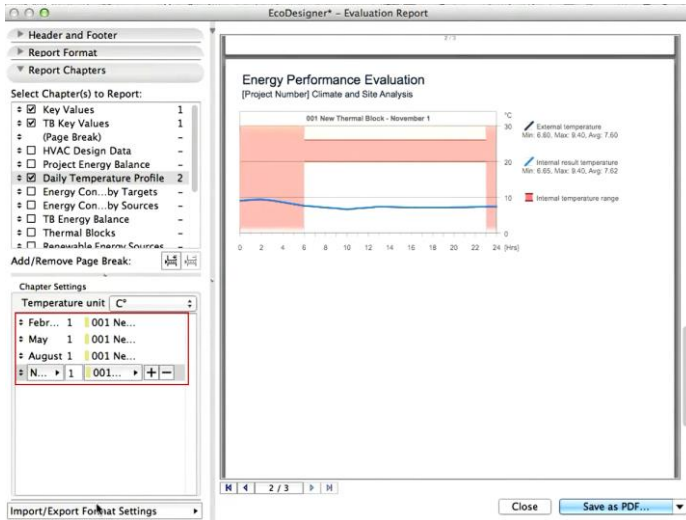 EcoDesigner* – Evaluation Report
Header and Footer
Report Format
Report Chapters
Select Chapter(s) to Report:
Key Values 1
TB Key Values 1
(Page Break) –
HVAC Design Data –
Project Energy Balance –
Daily Temperature Profile 2
Energy Con...by Targets –
Energy Con...by Sources –
TB Energy Balance –
Thermal Blocks –
Renewable Energy Sources –
Add/Remove Page Break:
Chapter Settings
Temperature unit C°
Febr... 1 001 Ne...
May 1 001 Ne...
August 1 001 Ne...
N... 1 001...
Import/Export Format Settings
2 / 3
Energy Performance Evaluation
[Project Number] Climate and Site Analysis
001 New Thermal Block - November 1
°C
30
20
10
0
0 2 4 6 8 10 12 14 16 18 20 22 24 [Hrs]
External temperature
Min: 6.60, Max: 9.40, Avg: 7.60
Internal result temperature
Min: 6.65, Max: 9.40, Avg: 7.62
Internal temperature range
2 / 3
Close
Save as PDF...